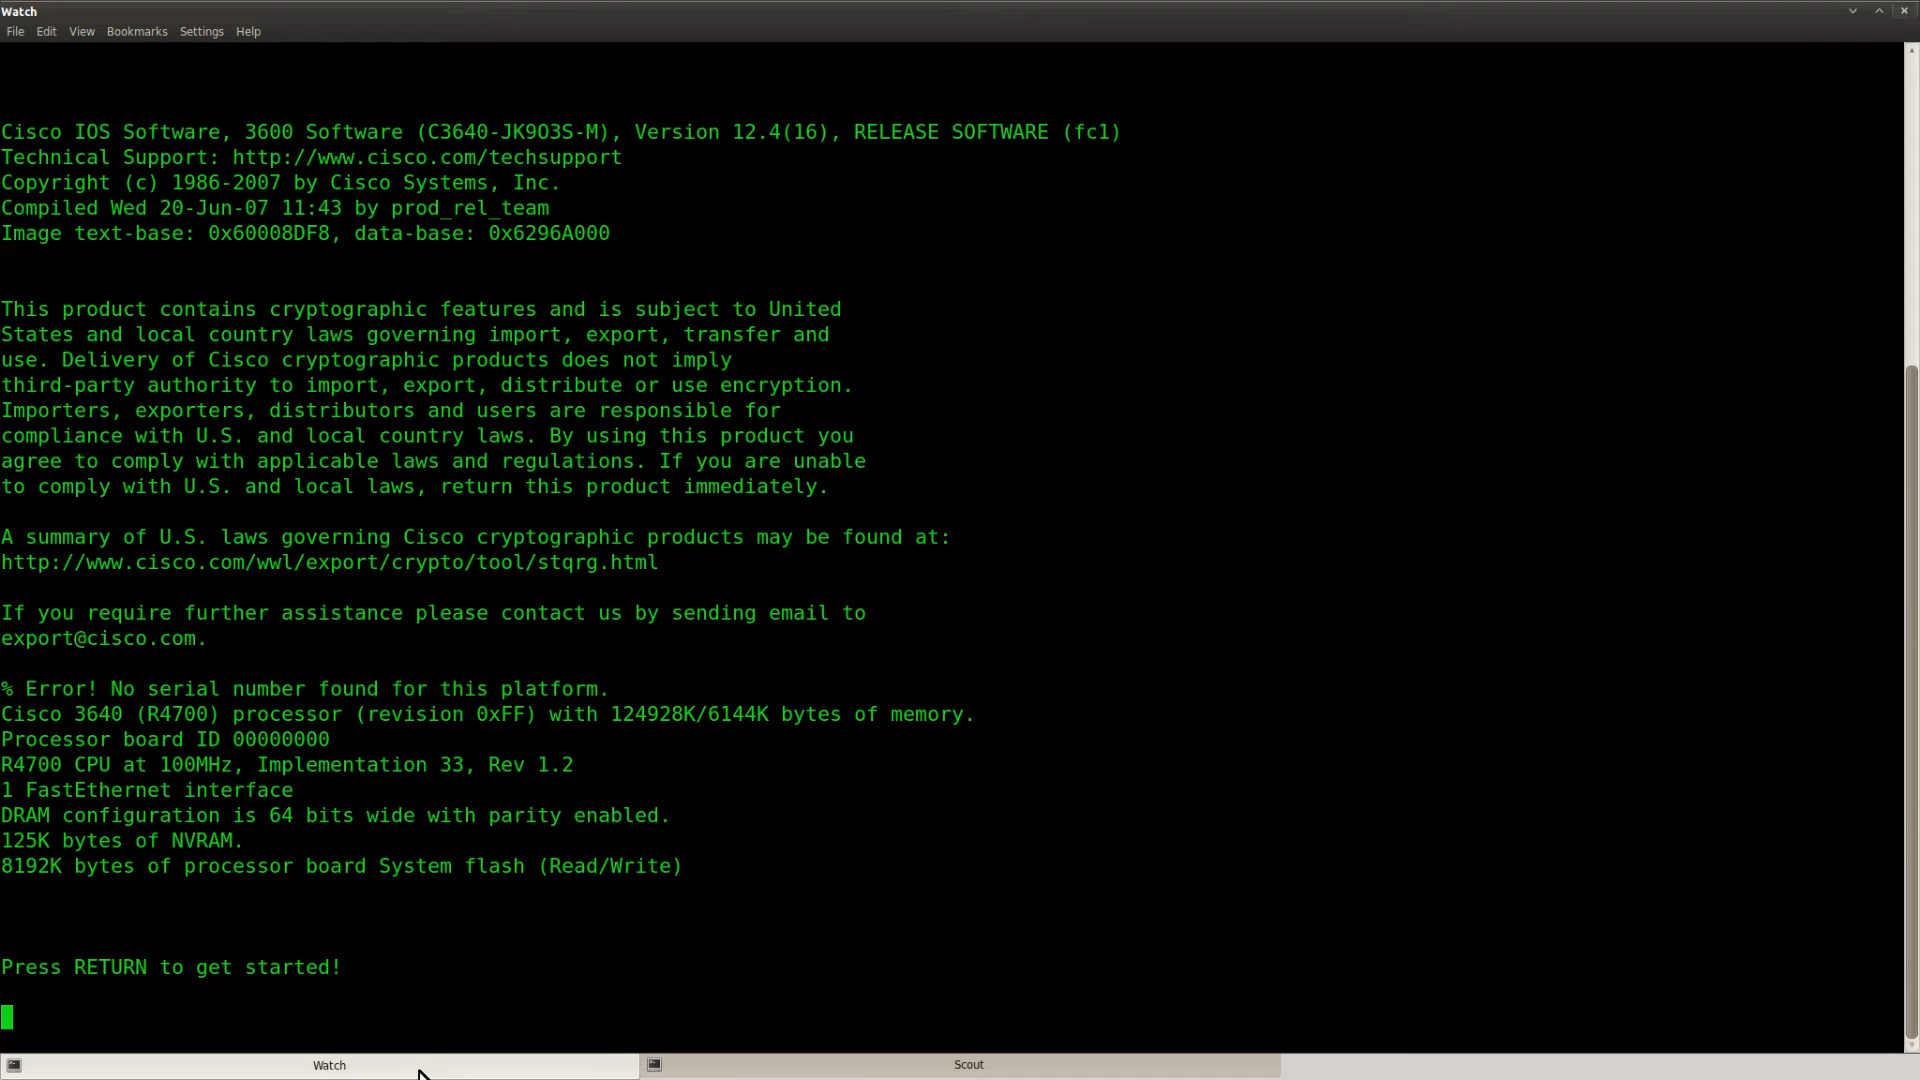 Watch
File Edit View Bookmarks Settings Help
Cisco IOS Software, 3600 Software (C3640-JK9O3S-M), Version 12.4(16), RELEASE SOFTWARE (fc1)
Technical Support: http://www.cisco.com/techsupport
Copyright (c) 1986-2007 by Cisco Systems, Inc.
Compiled Wed 20-Jun-07 11:43 by prod_rel_team
Image text-base: 0x60008DF8, data-base: 0x6296A000
This product contains cryptographic features and is subject to United
States and local country laws governing import, export, transfer and
use. Delivery of Cisco cryptographic products does not imply
third-party authority to import, export, distribute or use encryption.
Importers, exporters, distributors and users are responsible for
compliance with U.S. and local country laws. By using this product you
agree to comply with applicable laws and regulations. If you are unable
to comply with U.S. and local laws, return this product immediately.
A summary of U.S. laws governing Cisco cryptographic products may be found at:
http://www.cisco.com/wwl/export/crypto/tool/stqrg.html
If you require further assistance please contact us by sending email to
export@cisco.com.
% Error! No serial number found for this platform.
Cisco 3640 (R4700) processor (revision 0xFF) with 124928K/6144K bytes of memory.
Processor board ID 00000000
R4700 CPU at 100MHz, Implementation 33, Rev 1.2
1 FastEthernet interface
DRAM configuration is 64 bits wide with parity enabled.
125K bytes of NVRAM.
8192K bytes of processor board System flash (Read/Write)
Press RETURN to get started!
Watch Scout